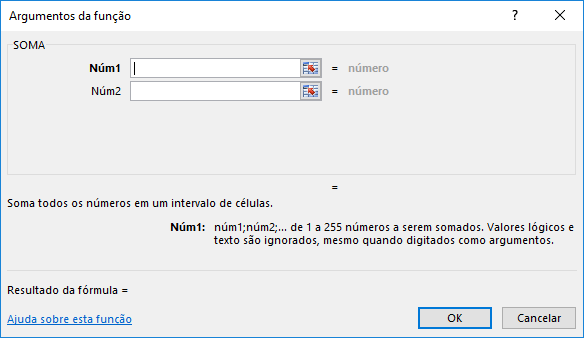 Argumentos da função ? ×
SOMA
Núm1 = número
Núm2 = número
=
Soma todos os números em um intervalo de células.
Núm1: núm1;núm2;... de 1 a 255 números a serem somados. Valores lógicos e
texto são ignorados, mesmo quando digitados como argumentos.
Resultado da fórmula =
Ajuda sobre esta função
OK Cancelar